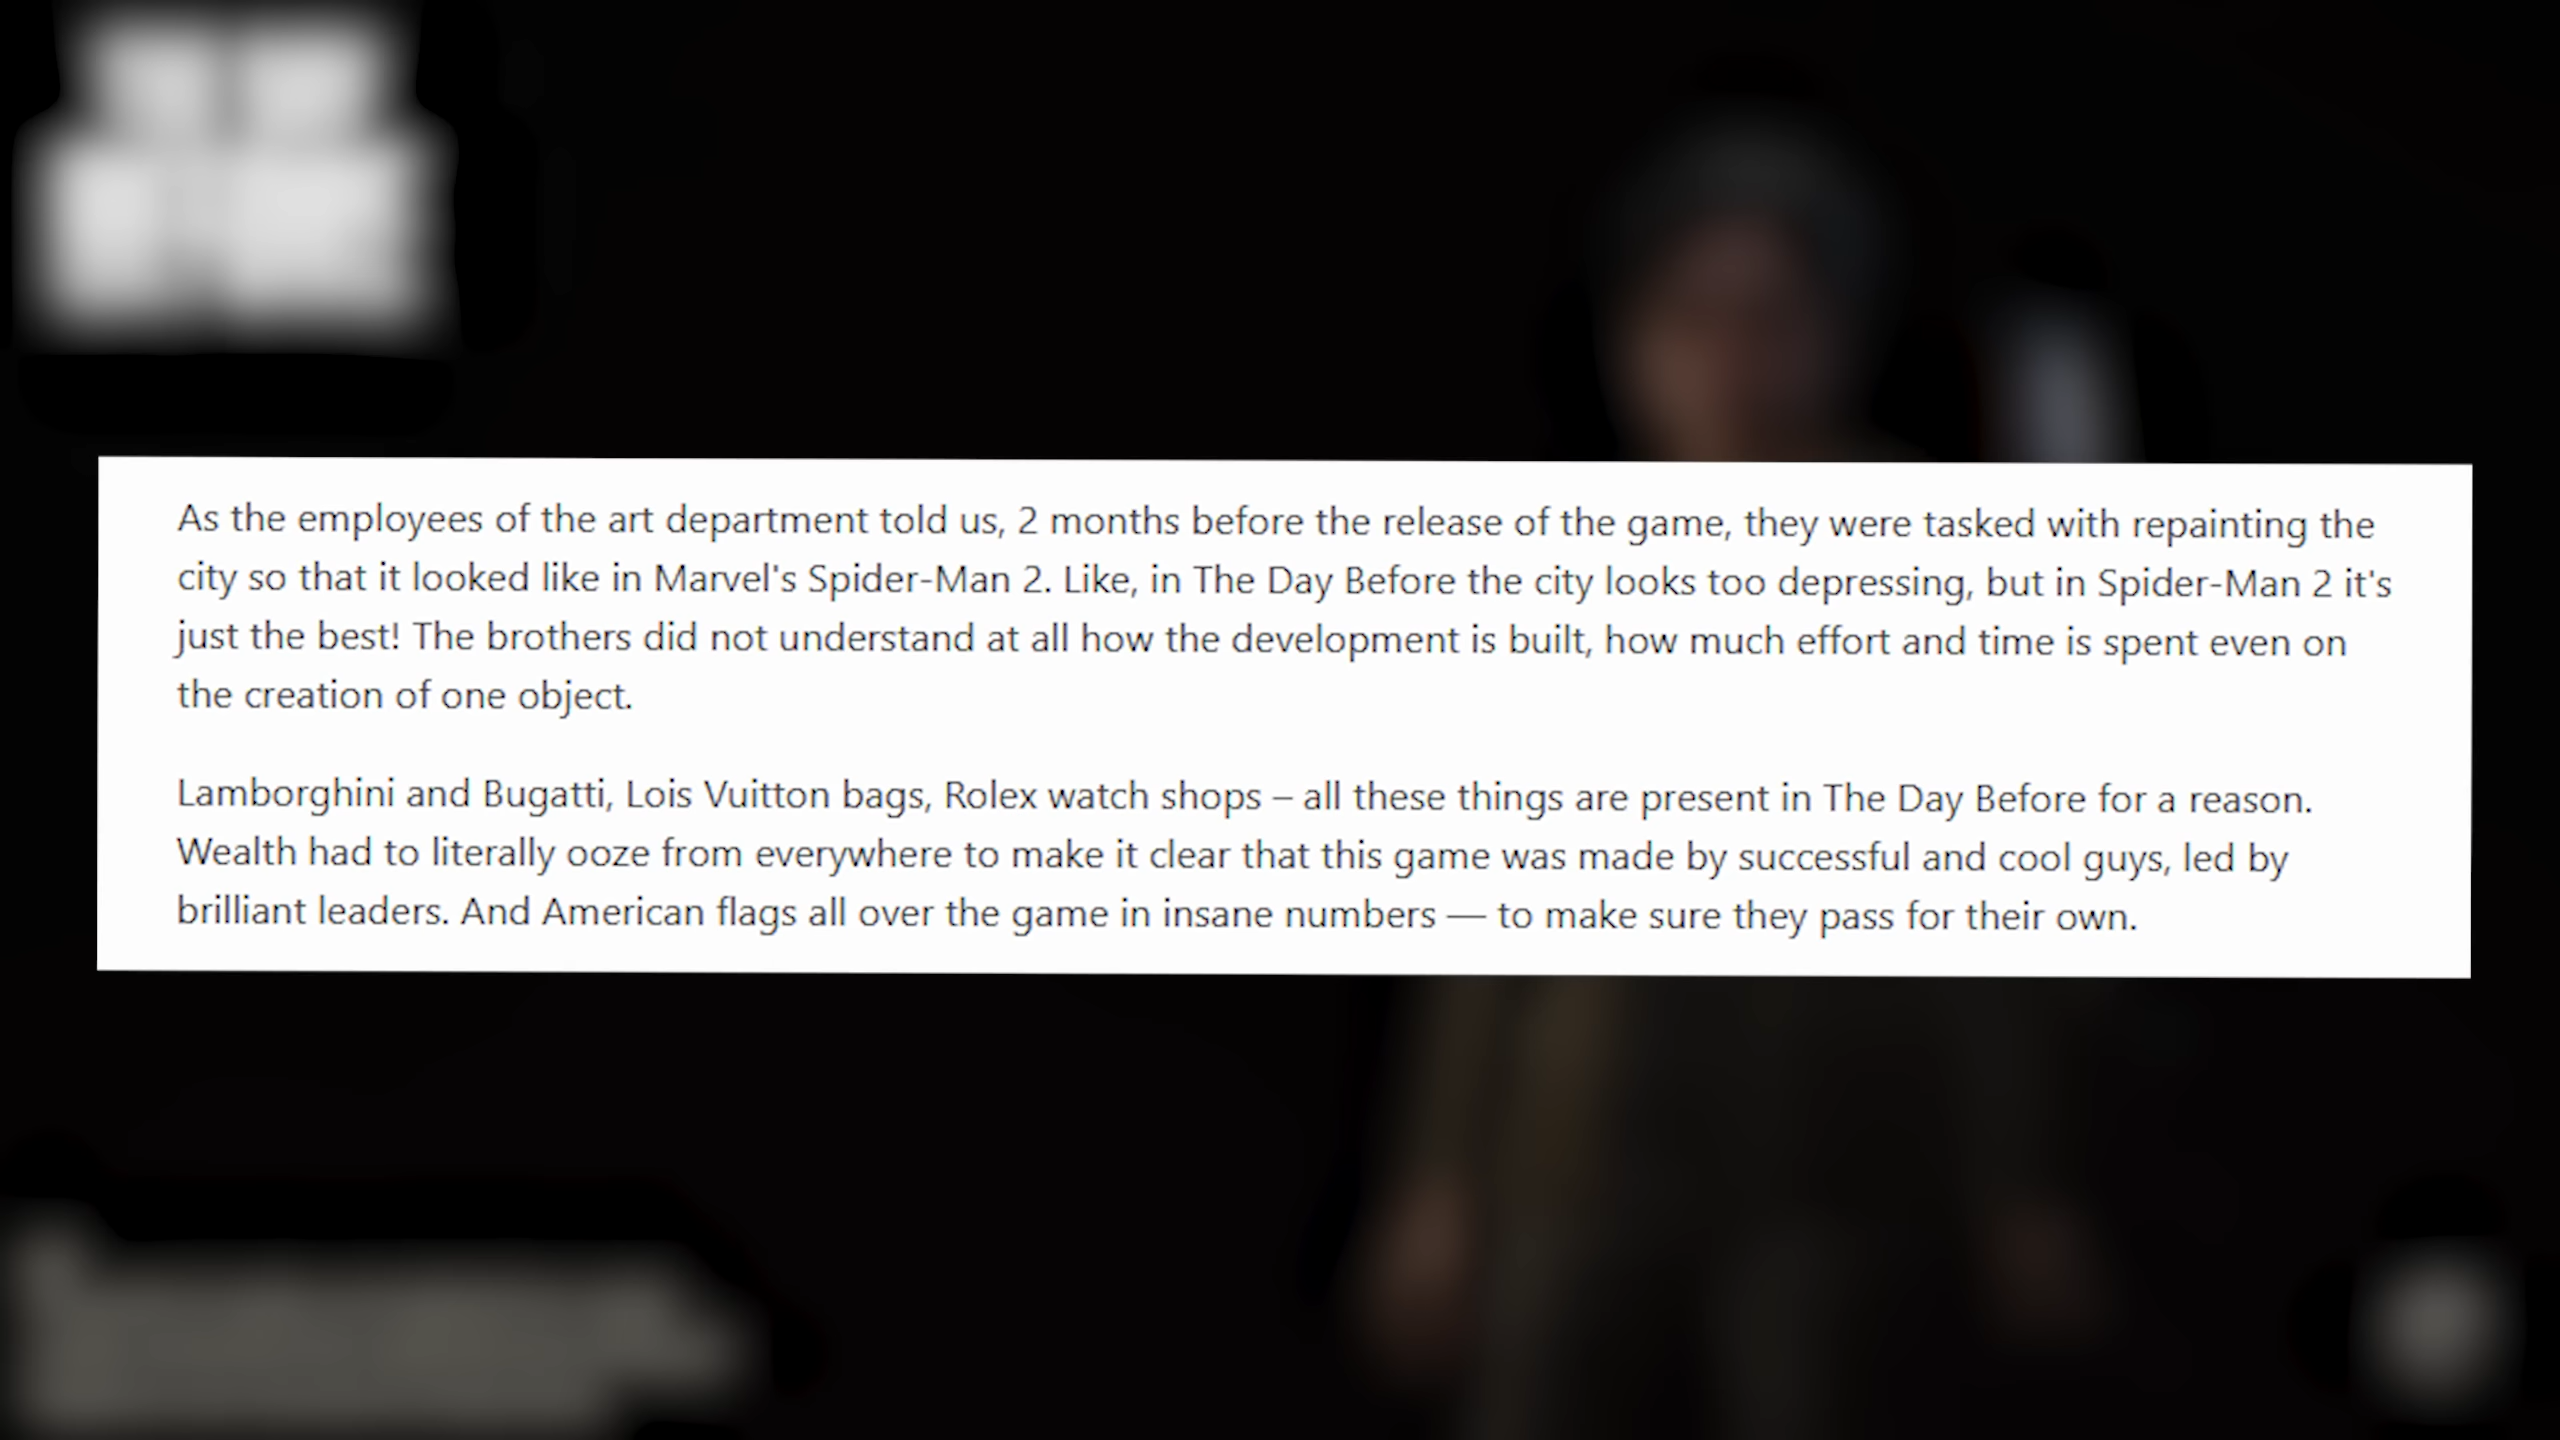 As the employees of the art department told us, 2 months before the release of the game, they were tasked with repainting the
city so that it looked like in Marvel's Spider-Man 2. Like, in The Day Before the city looks too depressing, but in Spider-Man 2 it's
just the best! The brothers did not understand at all how the development is built, how much effort and time is spent even on
the creation of one object.
Lamborghini and Bugatti, Lois Vuitton bags, Rolex watch shops – all these things are present in The Day Before for a reason.
Wealth had to literally ooze from everywhere to make it clear that this game was made by successful and cool guys, led by
brilliant leaders. And American flags all over the game in insane numbers — to make sure they pass for their own.